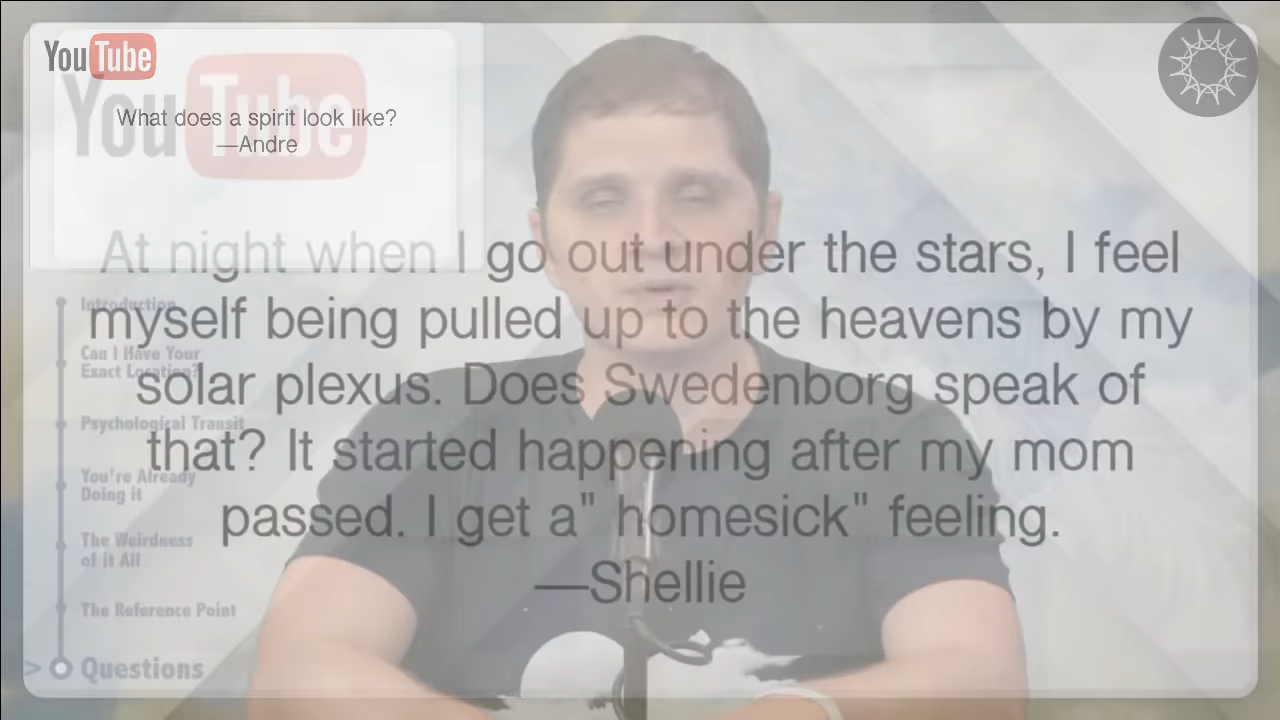 YouTube
YouTube
What does a spirit look like?
—Andre
At night when I go out under the stars, I feel
myself being pulled up to the heavens by my
solar plexus. Does Swedenborg speak of
that? It started happening after my mom
passed. I get a" homesick" feeling.
—Shellie
Introduction
Can I Have Your
Exact Location?
Psychological Transit
You're Already
Doing it
The Weirdness
of it All
The Reference Point
> Questions